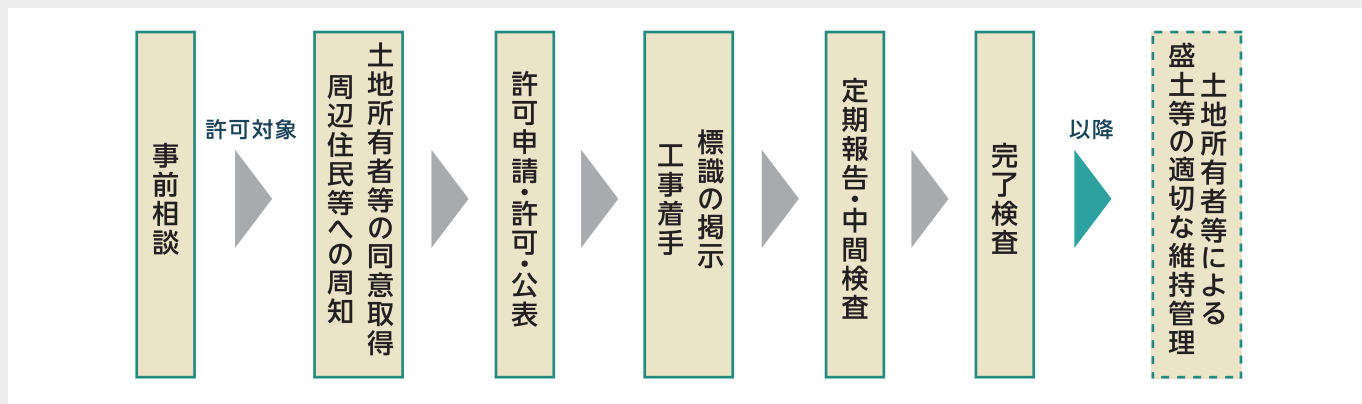 事前相談
許可対象
土地所有者等の同意取得
周辺住民等への周知
許可申請・許可・公表
標識の掲示
工事着手
定期報告・中間検査
完了検査
以降
土地所有者等による
盛土等の適切な維持管理